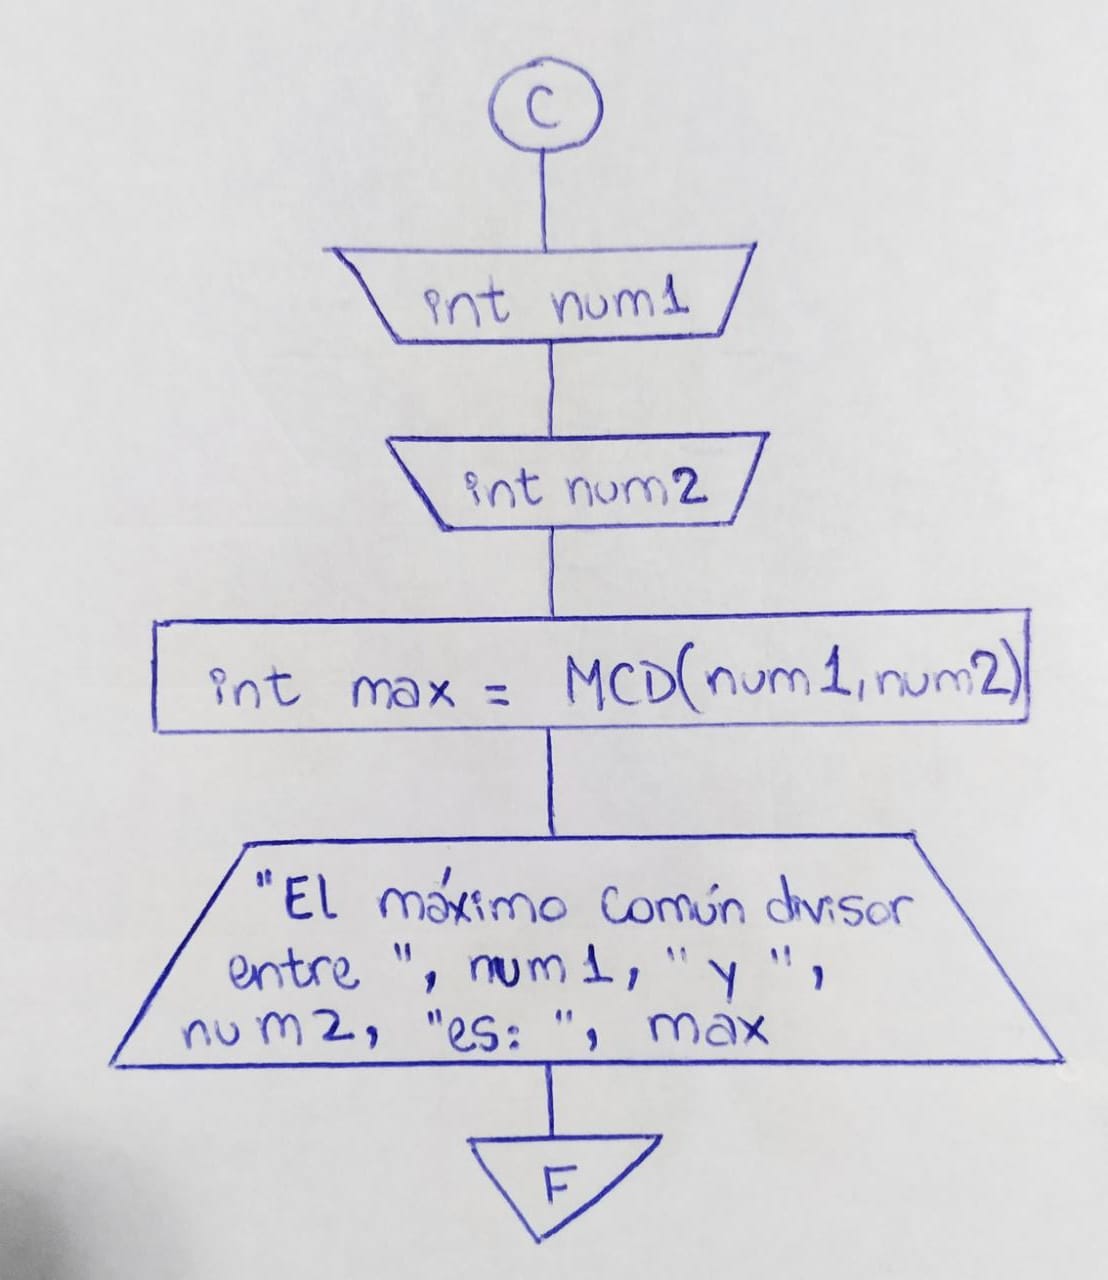 C
int num1
int num2
int max = MCD(num1, num2)
"El máximo común divisor
entre ", num1, " y ",
num2, "es: ", max
F